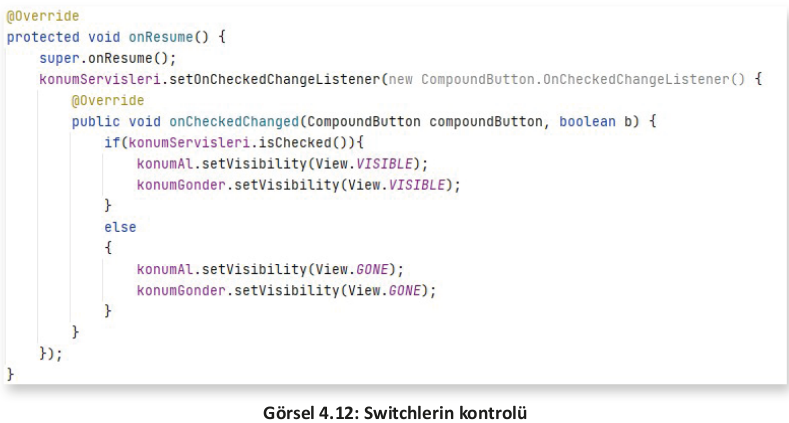 @Override
protected void onResume() {
    super.onResume();
    konumServisleri.setOnCheckedChangeListener(new CompoundButton.OnCheckedChangeListener() {
        @Override
        public void onCheckedChanged(CompoundButton compoundButton, boolean b) {
            if(konumServisleri.isChecked()){
                konumAl.setVisibility(View.VISIBLE);
                konumGonder.setVisibility(View.VISIBLE);
            }
            else
            {
                konumAl.setVisibility(View.GONE);
                konumGonder.setVisibility(View.GONE);
            }
        }
    });
}
Görsel 4.12: Switchlerin kontrolü